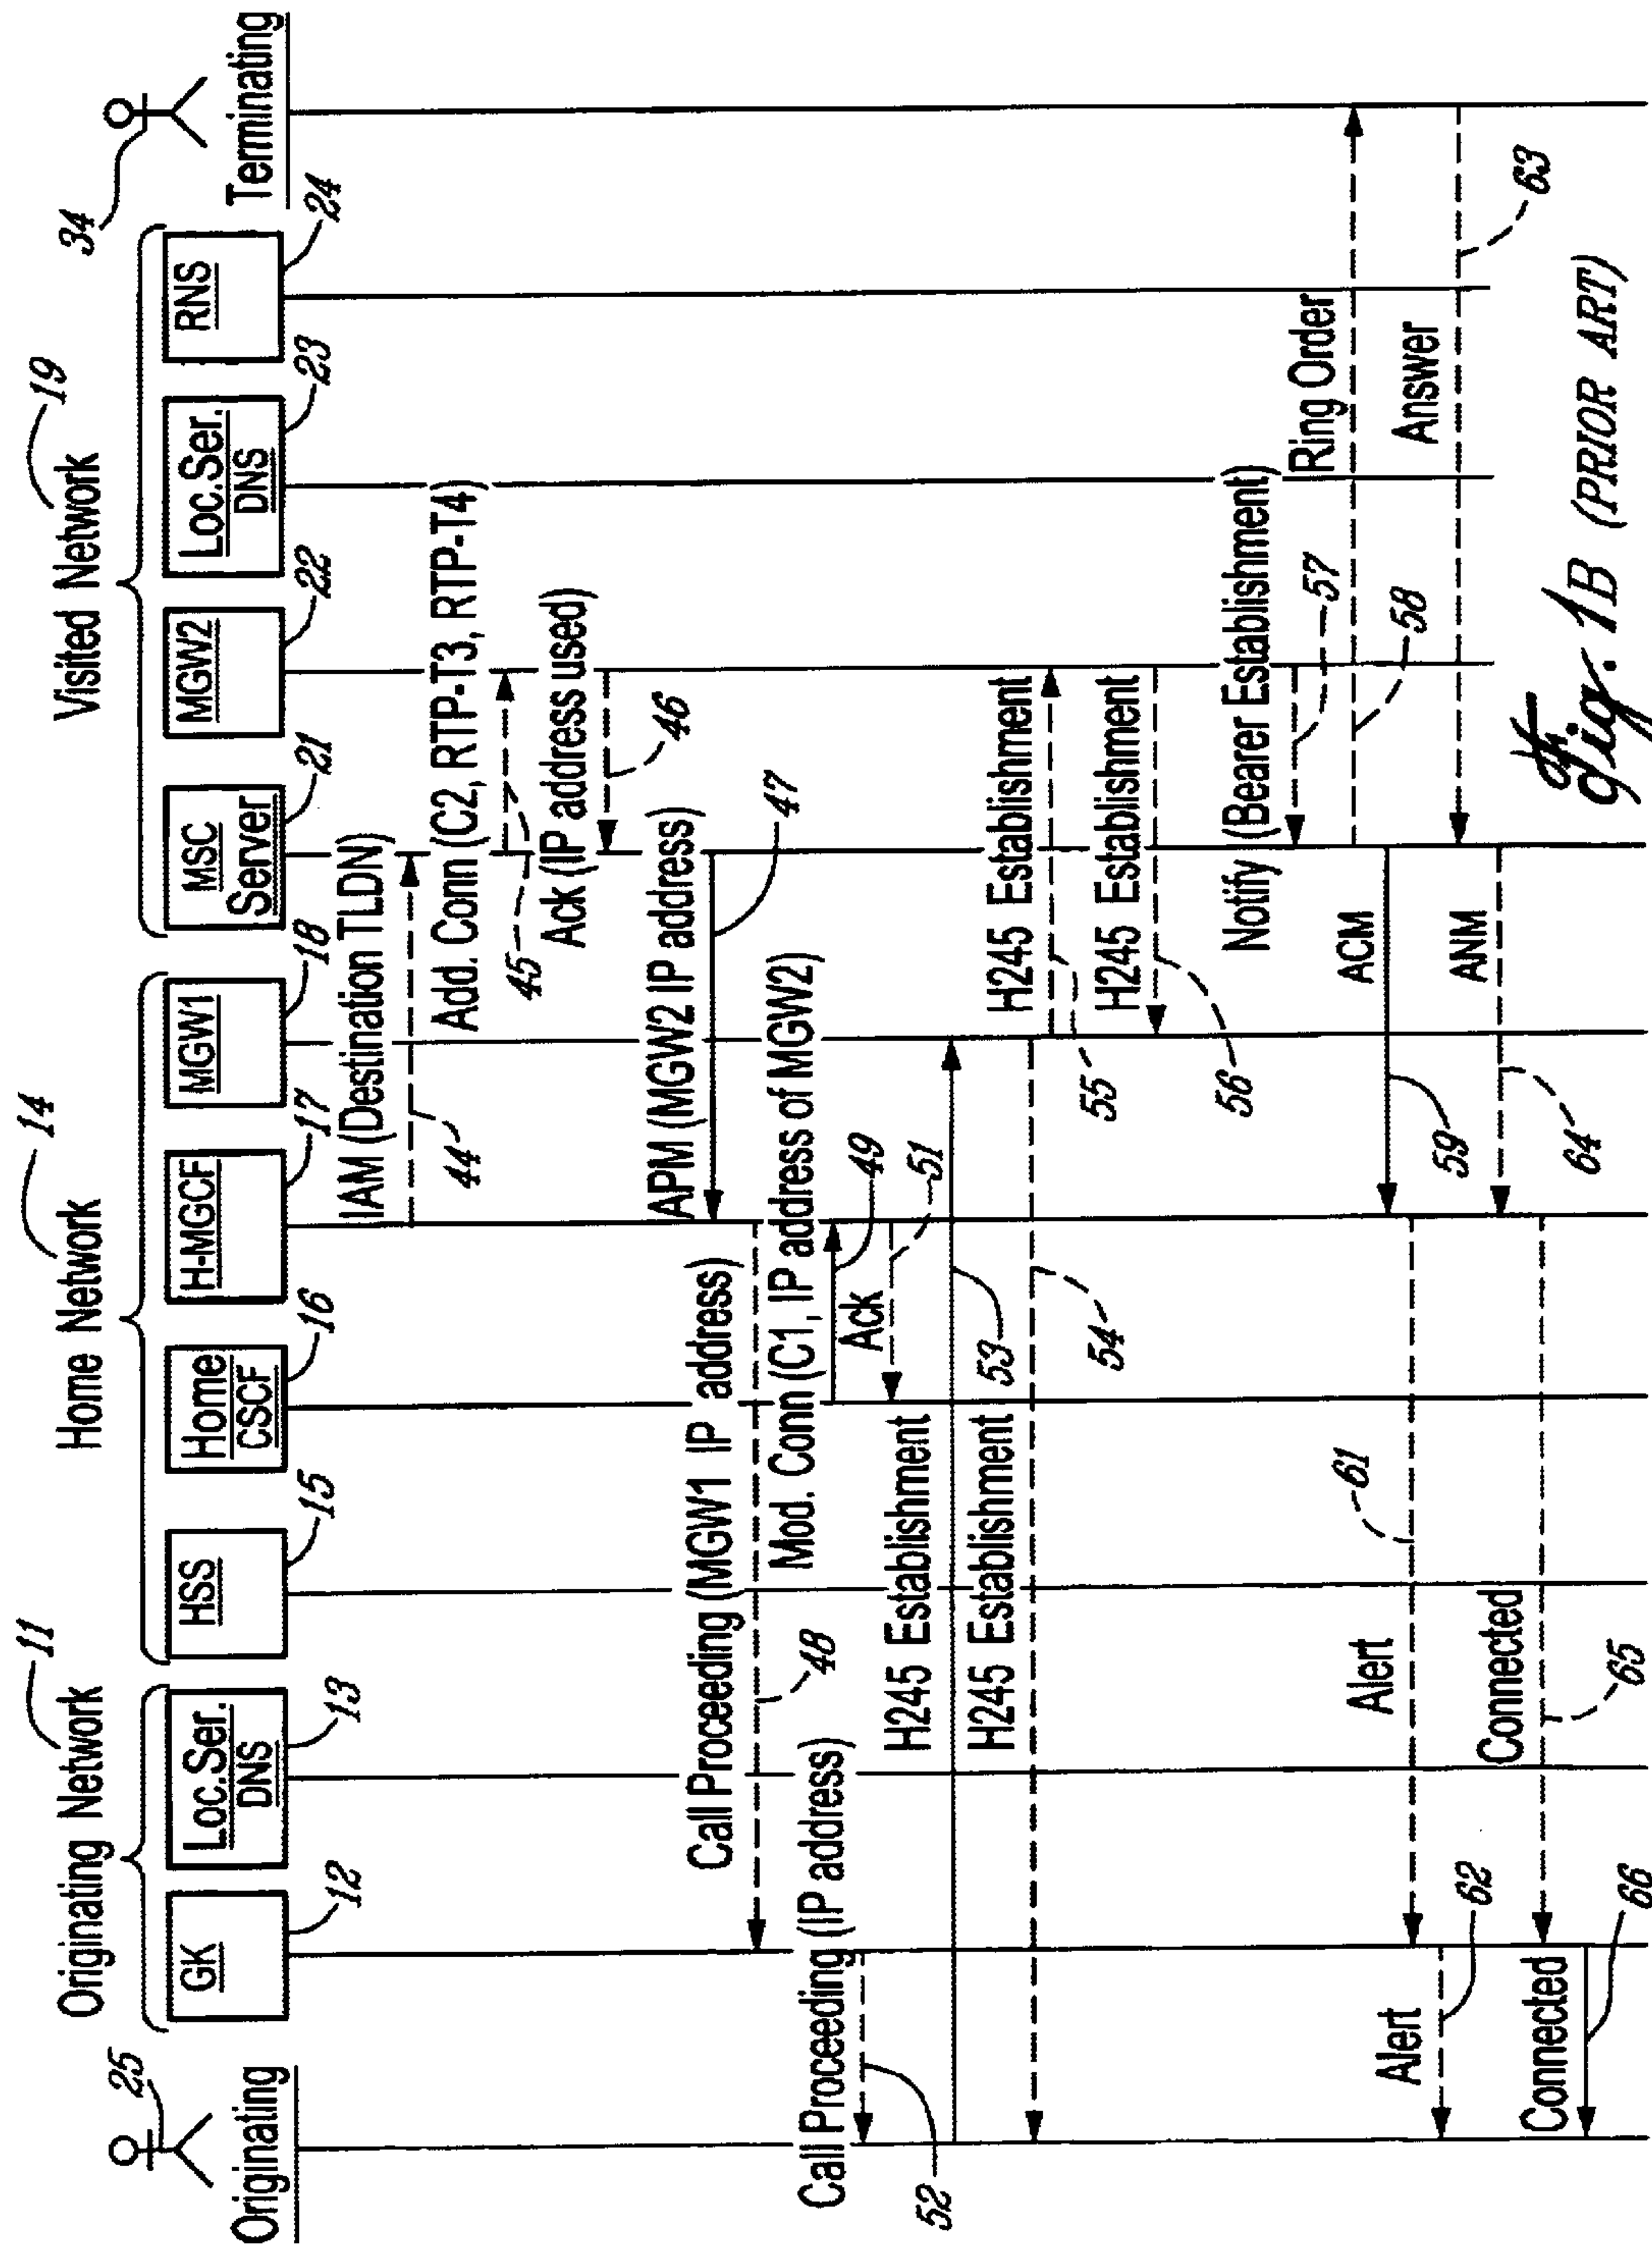 Originating Network
11
Home Network
14
Visited Network
19
25
Originating
GK
12
Loc.Ser.
DNS
13
HSS
15
Home
CSCF
16
H-MGCF
17
MGW1
18
MSC
Server
21
MGW2
22
Loc.Ser.
DNS
23
RNS
24
34
Terminating
IAM (Destination TLDN)
44
Add. Conn (C2, RTP-T3, RTP-T4)
45
Ack (IP address used)
46
APM (MGW2 IP address)
47
Call Proceeding (MGW1 IP address)
48
Mod. Conn (C1, IP address of MGW2)
49
Ack
51
Call Proceeding (IP address)
52
H245 Establishment
53
H245 Establishment
54
H245 Establishment
55
H245 Establishment
56
Notify (Bearer Establishment)
57
Ring Order
58
ACM
59
Alert
61
Alert
62
Answer
63
ANM
64
Connected
65
Connected
66
Fig. 1B (PRIOR ART)